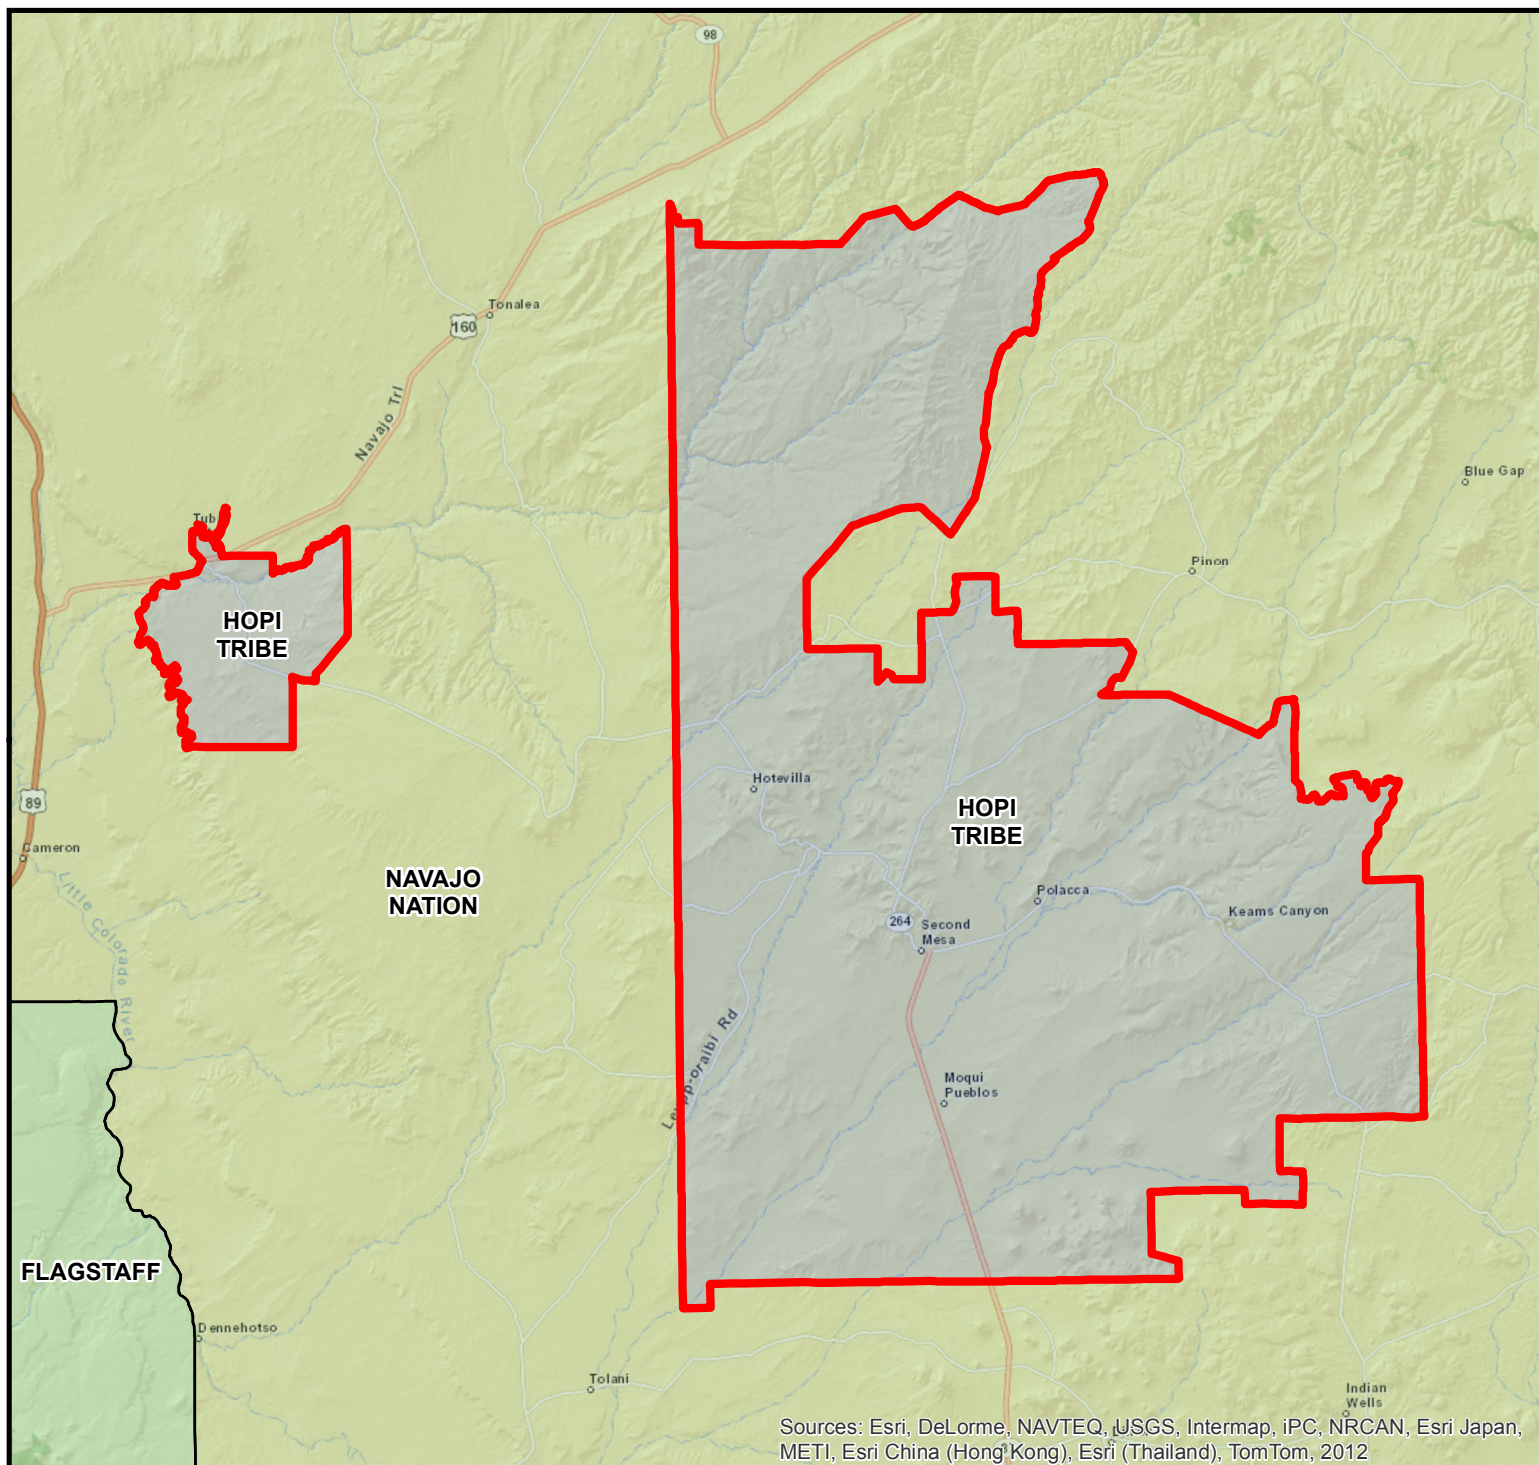 98
Tonalea
160
Navajo Trl
Blue Gap
Tub
Pinon
HOPI
TRIBE
Hotevilla
89
HOPI
TRIBE
Cameron
Little Colorado River
NAVAJO
NATION
Polacca
Keams Canyon
264
Second
Mesa
Leupp-oraibi Rd
Moqui
Pueblos
FLAGSTAFF
Dennehotso
Tolani
Indian
Wells
Sources: Esri, DeLorme, NAVTEQ, USGS, Intermap, iPC, NRCAN, Esri Japan,
METI, Esri China (Hong Kong), Esri (Thailand), TomTom, 2012